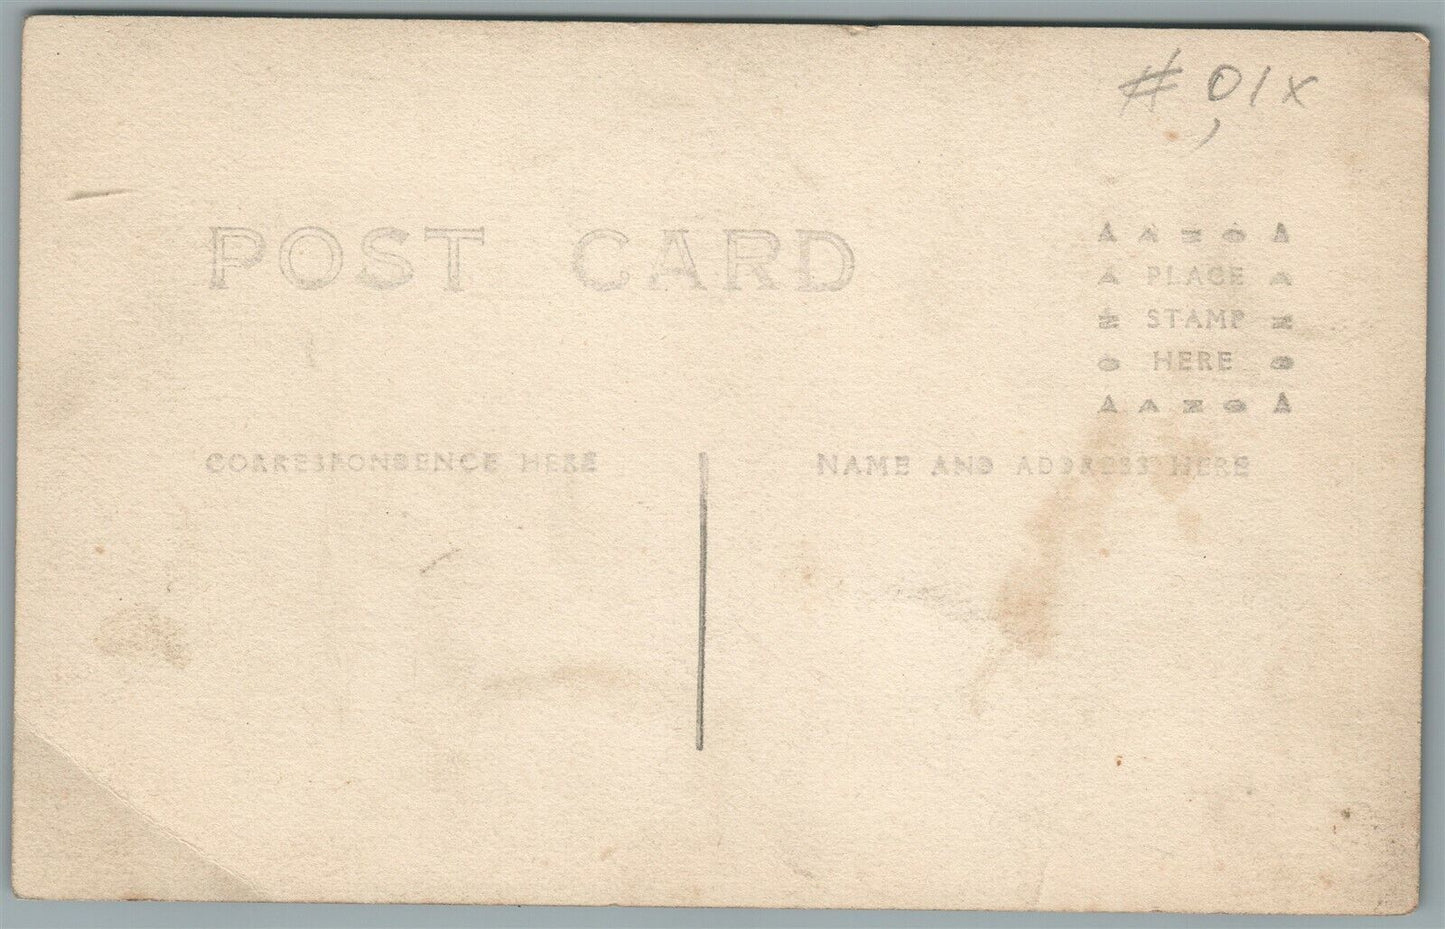 # 01x
POST CARD
A A Z O A
A PLACE A
Z STAMP Z
O HERE O
A A Z O A
CORRESPONDENCE HERE
NAME AND ADDRESS HERE